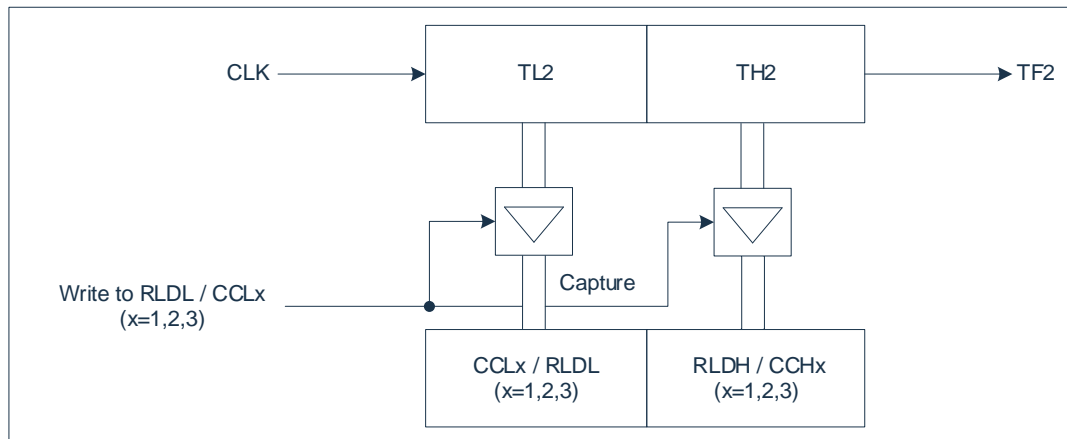 CLK
TL2
TH2
TF2
Capture
Write to RLDL / CCLx
(x=1,2,3)
CCLx / RLDL
(x=1,2,3)
RLDH / CCHx
(x=1,2,3)